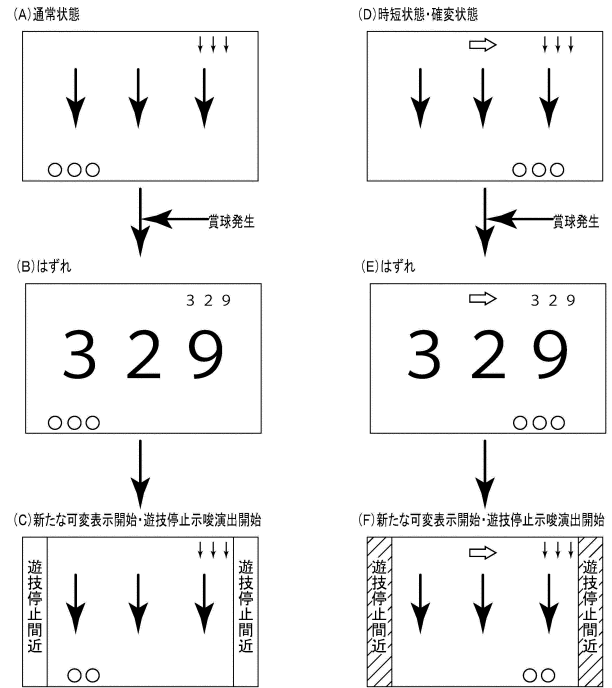 (A)通常状態
賞球発生
(B)はずれ
3 2 9
3 2 9
(C)新たな可変表示開始・遊技停止示唆演出開始
遊技停止間近
遊技停止間近
(D)時短状態・確変状態
賞球発生
(E)はずれ
3 2 9
3 2 9
(F)新たな可変表示開始・遊技停止示唆演出開始
遊技停止間近
遊技停止間近